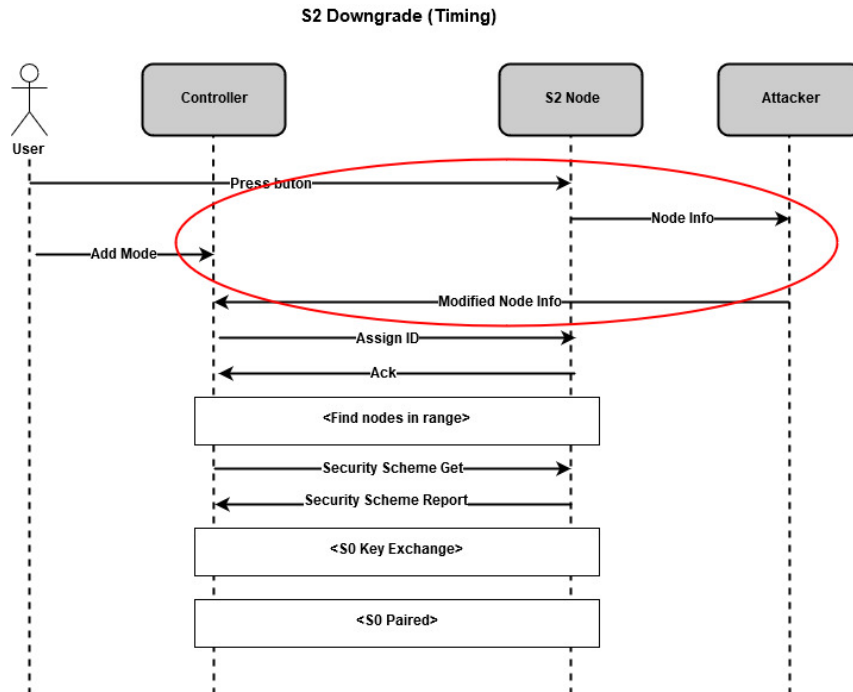 S2 Downgrade (Timing)
Controller
S2 Node
Attacker
User
Press buton
Node Info
Add Mode
Modified Node Info
Assign ID
Ack
<Find nodes in range>
Security Scheme Get
Security Scheme Report
<S0 Key Exchange>
<S0 Paired>